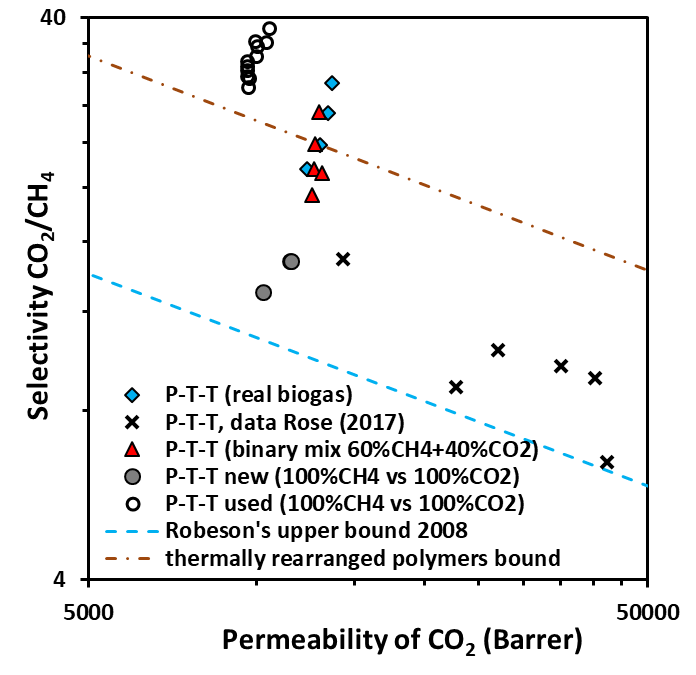 40
Selectivity CO₂/CH₄
P-T-T (real biogas)
P-T-T, data Rose (2017)
P-T-T (binary mix 60%CH4+40%CO2)
P-T-T new (100%CH4 vs 100%CO2)
P-T-T used (100%CH4 vs 100%CO2)
Robeson's upper bound 2008
thermally rearranged polymers bound
4
5000
50000
Permeability of CO₂ (Barrer)